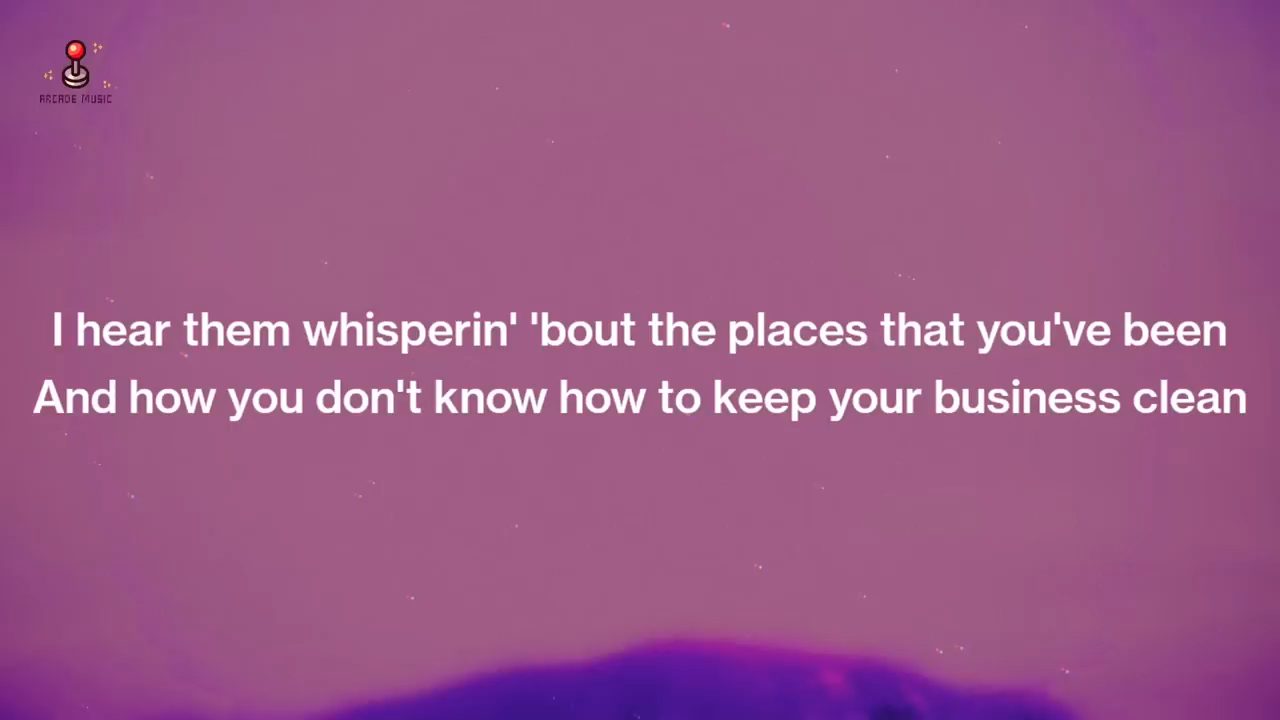 ARCADE MUSIC
I hear them whisperin' 'bout the places that you've been
And how you don't know how to keep your business clean